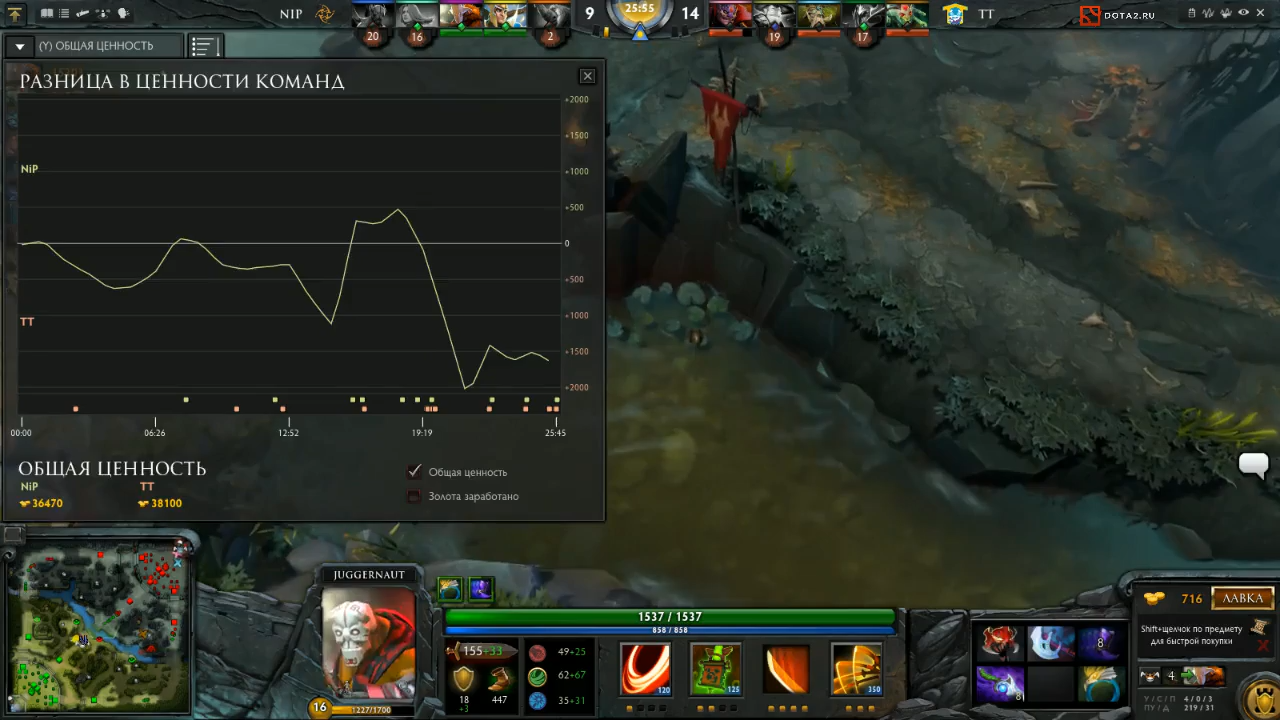 NIP 9 25:55 14 TT DOTA2.RU
20 16 2 19 17
(Y) ОБЩАЯ ЦЕННОСТЬ
РАЗНИЦА В ЦЕННОСТИ КОМАНД
+2000
+1500
NiP +1000
+500
0
+500
TT +1000
+1500
+2000
00:00 06:26 12:52 19:19 25:45
ОБЩАЯ ЦЕННОСТЬ
NiP TT
36470 38100
Общая ценность
Золота заработано
JUGGERNAUT
16 1227/1700
1537 / 1537
858 / 858
155+33
18 +3 447
49+25
62+67
35+31
120 125 350
8
8
716 ЛАВКА
Shift+щелчок по предмету
для быстрой покупки
4
У/С/П 4/0/3
ПУ/Д 219/31